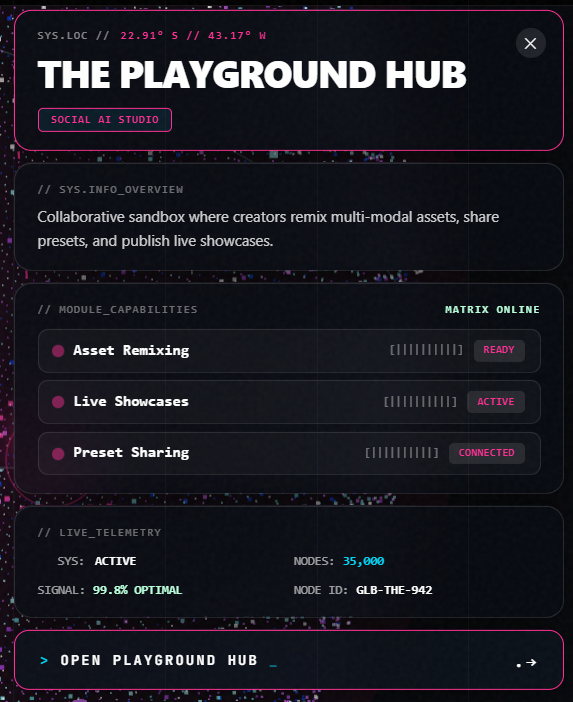 SYS.LOC // 22.91° S // 43.17° W
THE PLAYGROUND HUB
SOCIAL AI STUDIO
// SYS.INFO_OVERVIEW
Collaborative sandbox where creators remix multi-modal assets, share
presets, and publish live showcases.
// MODULE_CAPABILITIES MATRIX ONLINE
Asset Remixing [||||||||||] READY
Live Showcases [||||||||||] ACTIVE
Preset Sharing [||||||||||] CONNECTED
// LIVE_TELEMETRY
SYS: ACTIVE NODES: 35,000
SIGNAL: 99.8% OPTIMAL NODE ID: GLB-THE-942
> OPEN PLAYGROUND HUB _ .→